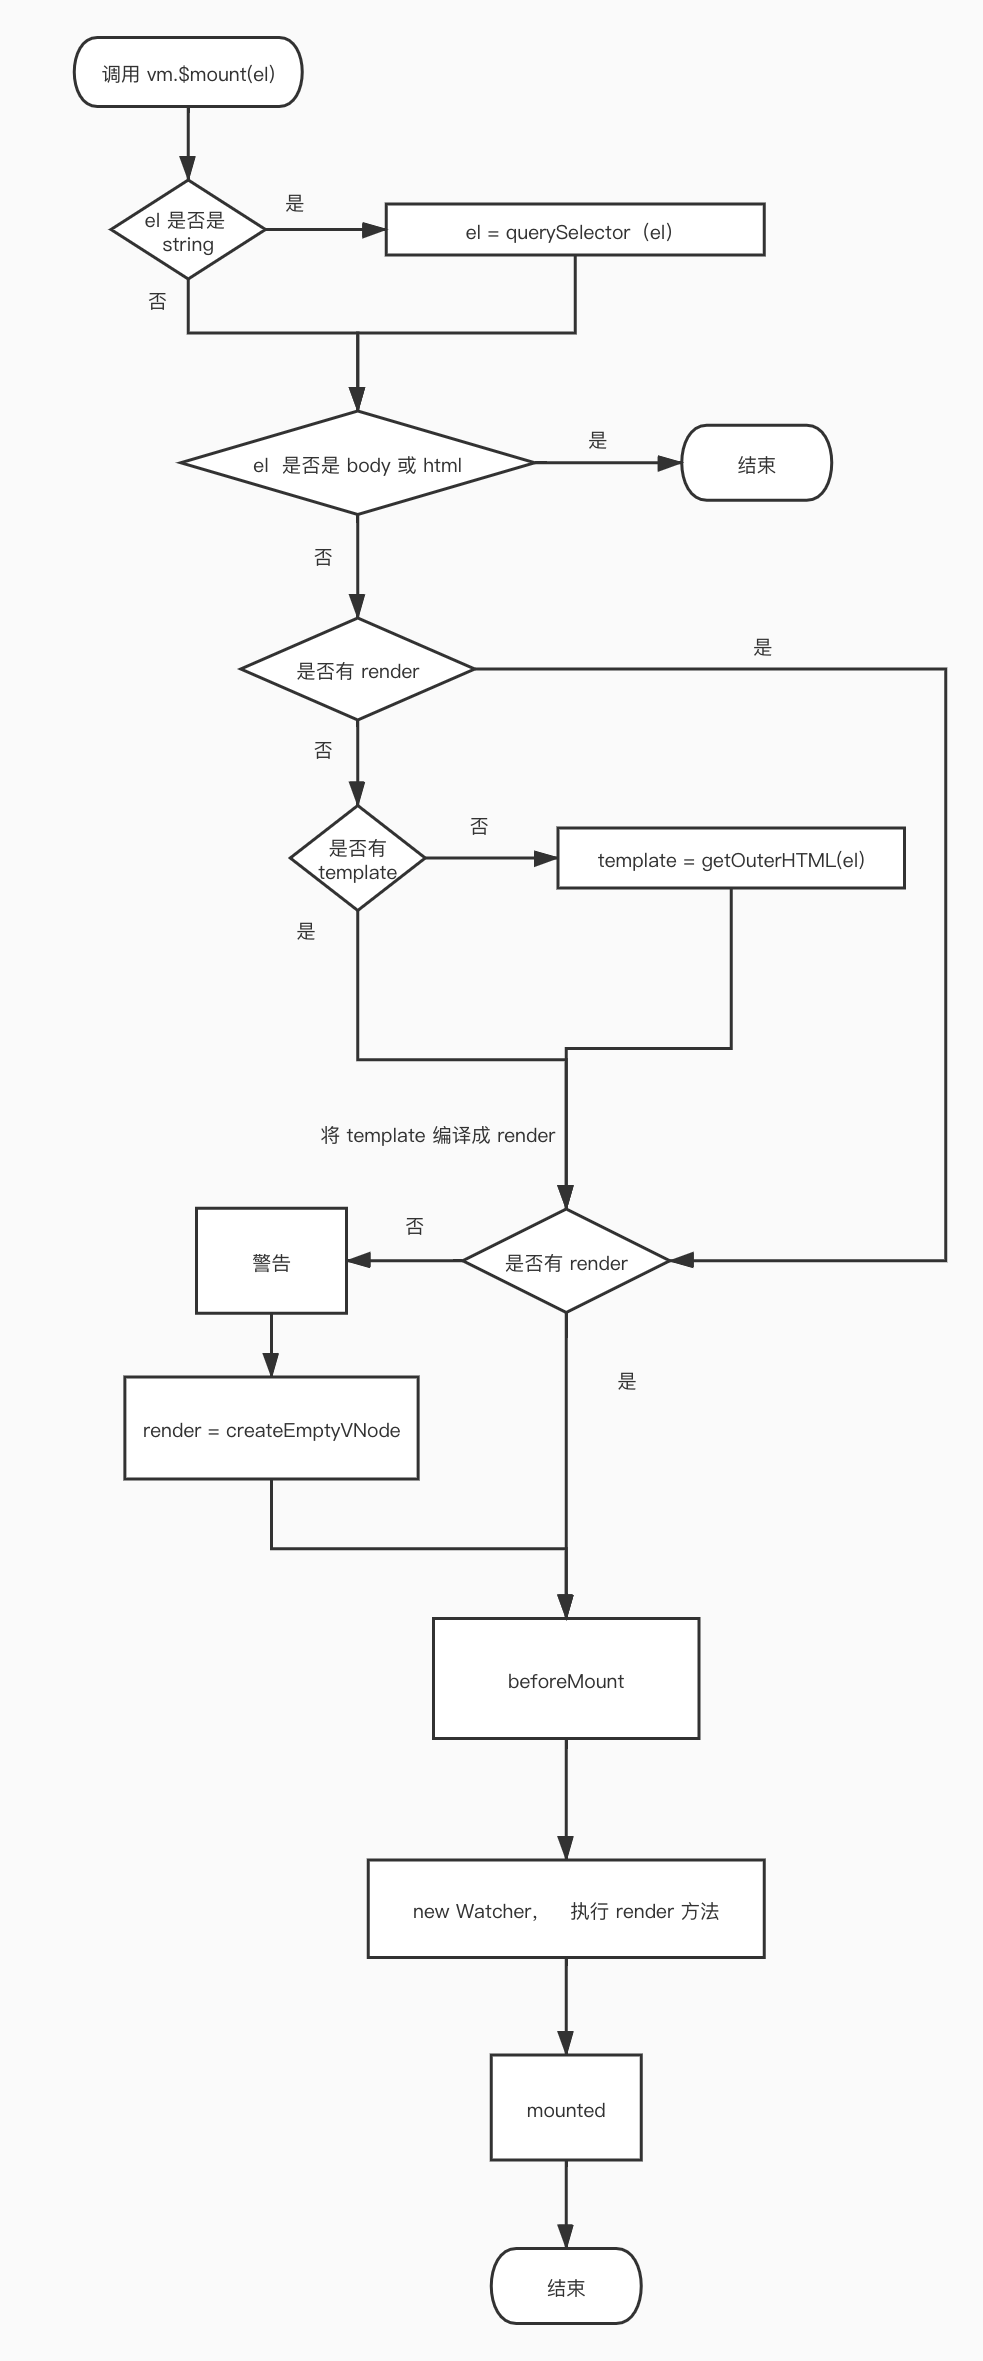 调用 vm.$mount(el)
el 是否是
string
是
el = querySelector（el）
否
el 是否是 body 或 html
是
结束
否
是否有 render
是
否
是否有
template
否
template = getOuterHTML(el)
是
将 template 编译成 render
是否有 render
否
警告
render = createEmptyVNode
是
beforeMount
new Watcher， 执行 render 方法
mounted
结束